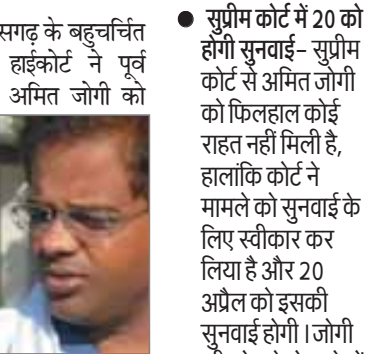 सगढ़ के बहुचर्चित
हाईकोर्ट ने पूर्व
अमित जोगी को
● सुप्रीम कोर्ट में 20 को
होगी सुनवाई– सुप्रीम
कोर्ट से अमित जोगी
को फिलहाल कोई
राहत नहीं मिली है,
हालांकि कोर्ट ने
मामले को सुनवाई के
लिए स्वीकार कर
लिया है और 20
अप्रैल को इसकी
सुनवाई होगी।जोगी